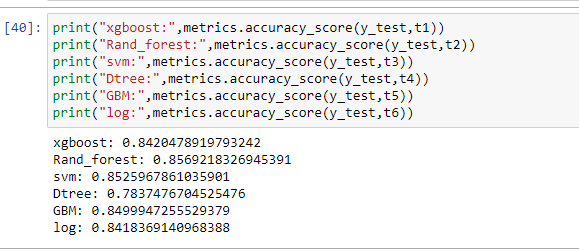 [40]: print("xgboost:",metrics.accuracy_score(y_test,t1))
print("Rand_forest:",metrics.accuracy_score(y_test,t2))
print("svm:",metrics.accuracy_score(y_test,t3))
print("Dtree:",metrics.accuracy_score(y_test,t4))
print("GBM:",metrics.accuracy_score(y_test,t5))
print("log:",metrics.accuracy_score(y_test,t6))
xgboost: 0.8420478919793242
Rand_forest: 0.8569218326945391
svm: 0.8525967861035901
Dtree: 0.7837476704525476
GBM: 0.8499947255529379
log: 0.8418369140968388